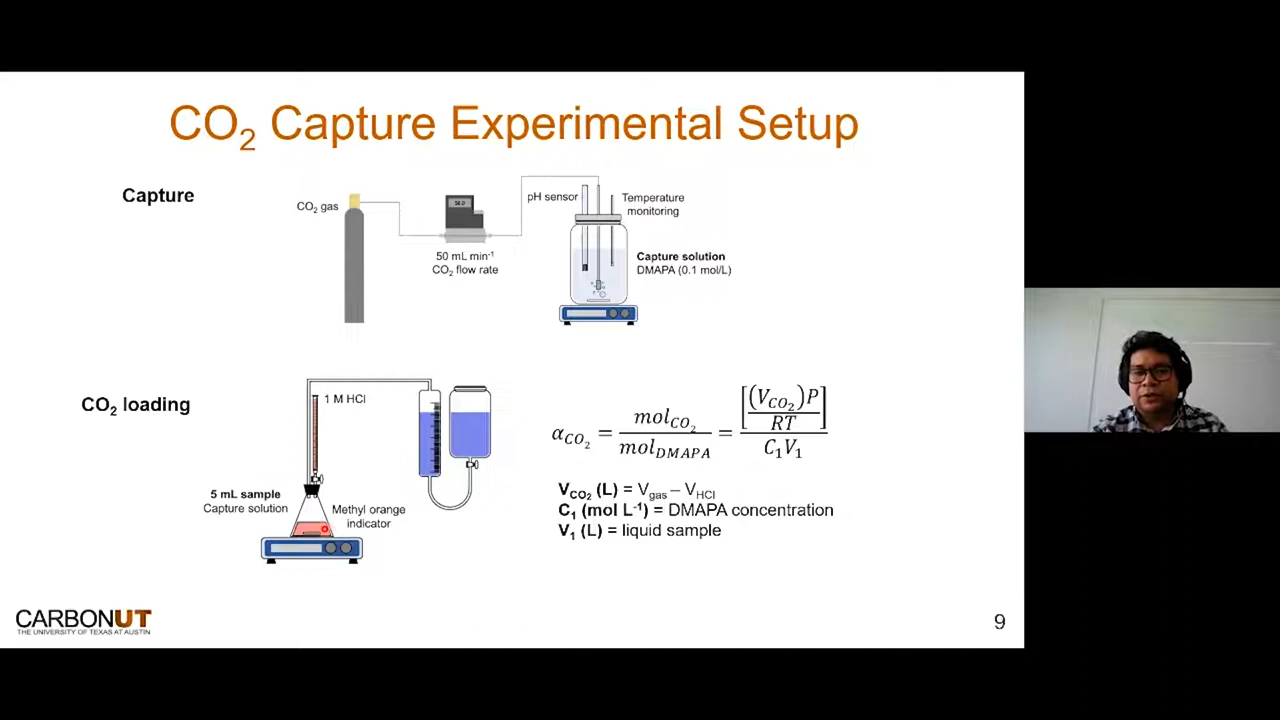 CO₂ Capture Experimental Setup
Capture
CO₂ gas
50.0
50 mL min⁻¹
CO₂ flow rate
pH sensor
Temperature
monitoring
Capture solution
DMAPA (0.1 mol/L)
CO₂ loading
1 M HCl
5 mL sample
Capture solution
Methyl orange
indicator
α_CO₂ = mol_CO₂ / mol_DMAPA = [(V_CO₂)P / RT] / C₁V₁
V_CO₂ (L) = V_gas – V_HCl
C₁ (mol L⁻¹) = DMAPA concentration
V₁ (L) = liquid sample
CARBONUT
THE UNIVERSITY OF TEXAS AT AUSTIN
9